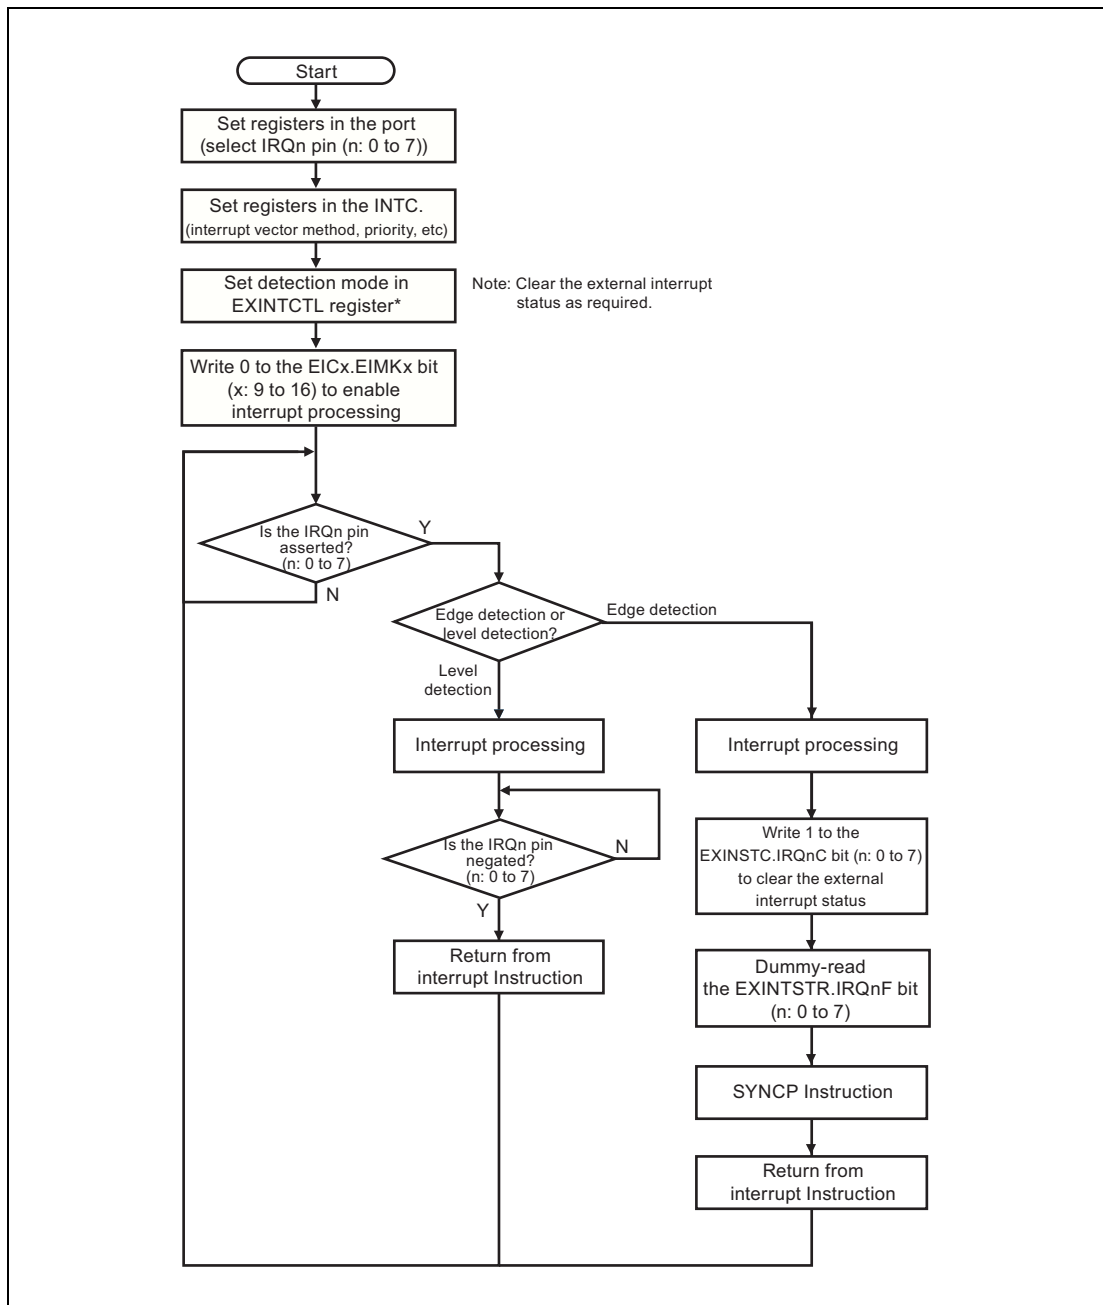 Start
Set registers in the port
(select IRQn pin (n: 0 to 7))
Set registers in the INTC.
(interrupt vector method, priority, etc)
Set detection mode in
EXINTCTL register*
Note: Clear the external interrupt
status as required.
Write 0 to the EICx.EIMKx bit
(x: 9 to 16) to enable
interrupt processing
Is the IRQn pin
asserted?
(n: 0 to 7)
Y
N
Edge detection or
level detection?
Edge detection
Level
detection
Interrupt processing
Interrupt processing
Is the IRQn pin
negated?
(n: 0 to 7)
N
Y
Write 1 to the
EXINSTC.IRQnC bit (n: 0 to 7)
to clear the external
interrupt status
Return from
interrupt Instruction
Dummy-read
the EXINTSTR.IRQnF bit
(n: 0 to 7)
SYNCP Instruction
Return from
interrupt Instruction